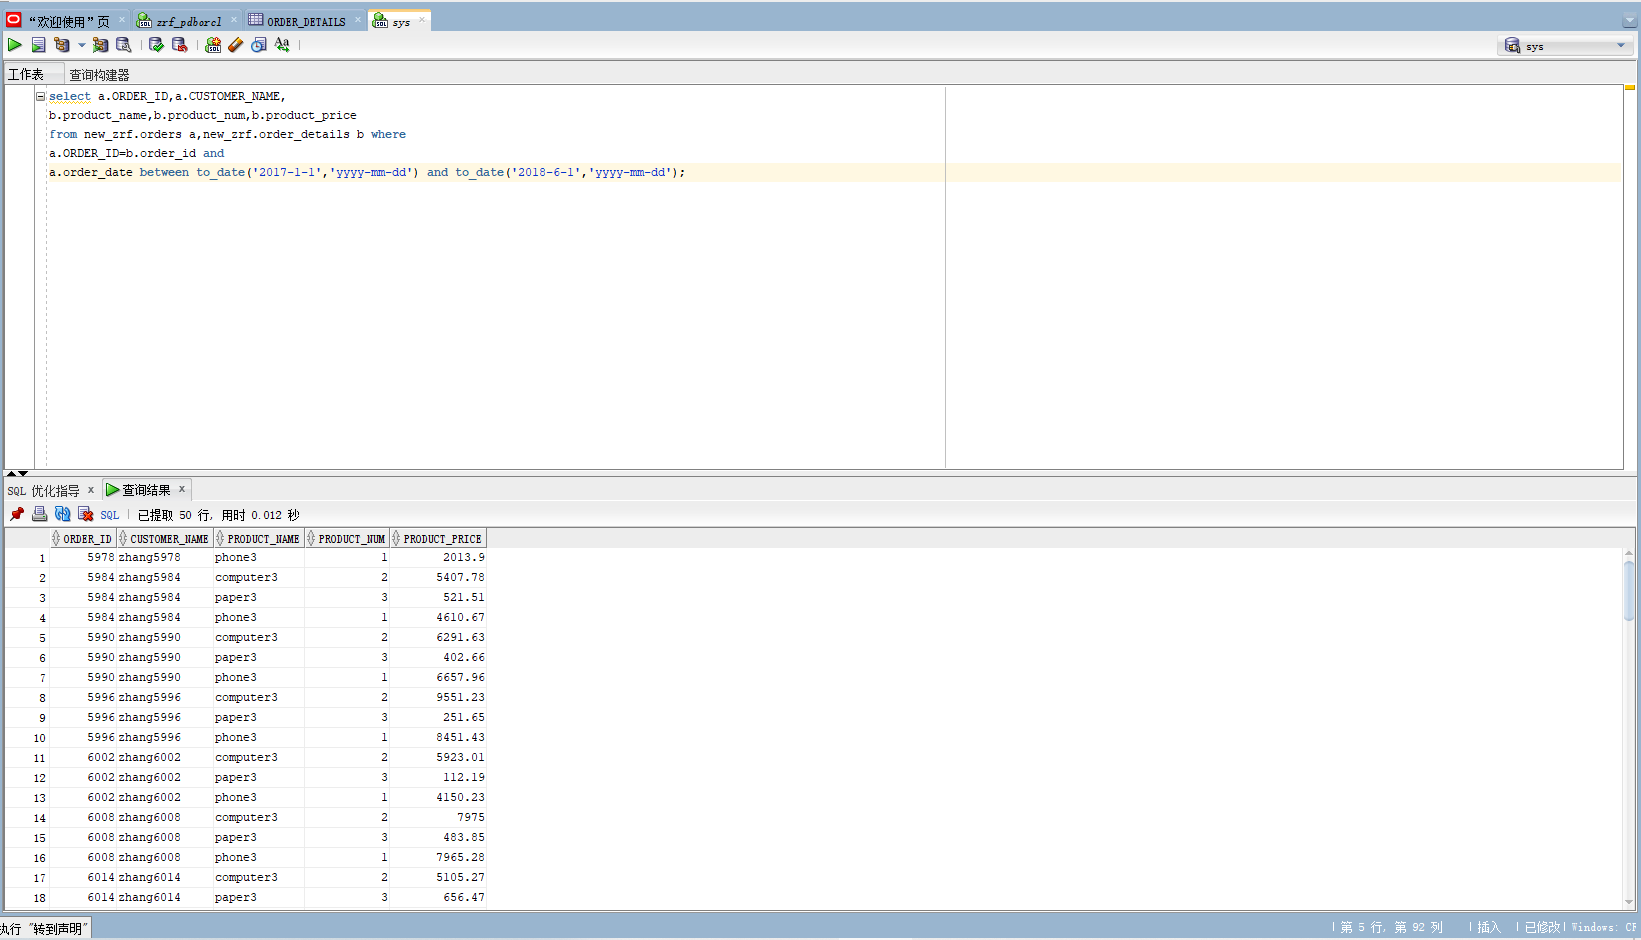 “欢迎使用”页 zrf_pdborcl ORDER_DETAILS sys
sys
工作表 查询构建器
select a.ORDER_ID,a.CUSTOMER_NAME,
b.product_name,b.product_num,b.product_price
from new_zrf.orders a,new_zrf.order_details b where
a.ORDER_ID=b.order_id and
a.order_date between to_date('2017-1-1','yyyy-mm-dd') and to_date('2018-6-1','yyyy-mm-dd');
SQL 优化指导 x 查询结果 x
SQL | 已提取 50 行, 用时 0.012 秒
ORDER_ID CUSTOMER_NAME PRODUCT_NAME PRODUCT_NUM PRODUCT_PRICE
1 5978 zhang5978 phone3 1 2013.9
2 5984 zhang5984 computer3 2 5407.78
3 5984 zhang5984 paper3 3 521.51
4 5984 zhang5984 phone3 1 4610.67
5 5990 zhang5990 computer3 2 6291.63
6 5990 zhang5990 paper3 3 402.66
7 5990 zhang5990 phone3 1 6657.96
8 5996 zhang5996 computer3 2 9551.23
9 5996 zhang5996 paper3 3 251.65
10 5996 zhang5996 phone3 1 8451.43
11 6002 zhang6002 computer3 2 5923.01
12 6002 zhang6002 paper3 3 112.19
13 6002 zhang6002 phone3 1 4150.23
14 6008 zhang6008 computer3 2 7975
15 6008 zhang6008 paper3 3 483.85
16 6008 zhang6008 phone3 1 7965.28
17 6014 zhang6014 computer3 2 5105.27
18 6014 zhang6014 paper3 3 656.47
执行 "转到声明" | 第 5 行, 第 92 列 | 插入 | 已修改 | Windows: CR